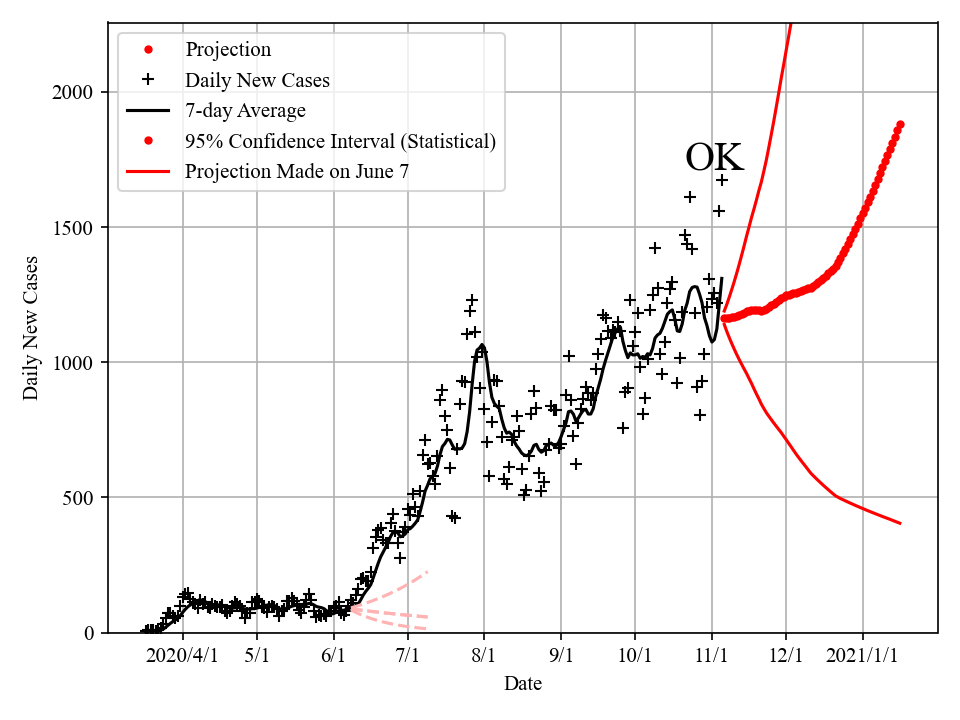 Projection
Daily New Cases
7-day Average
95% Confidence Interval (Statistical)
Projection Made on June 7
OK
2000
1500
1000
500
0
Daily New Cases
2020/4/1 5/1 6/1 7/1 8/1 9/1 10/1 11/1 12/1 2021/1/1
Date